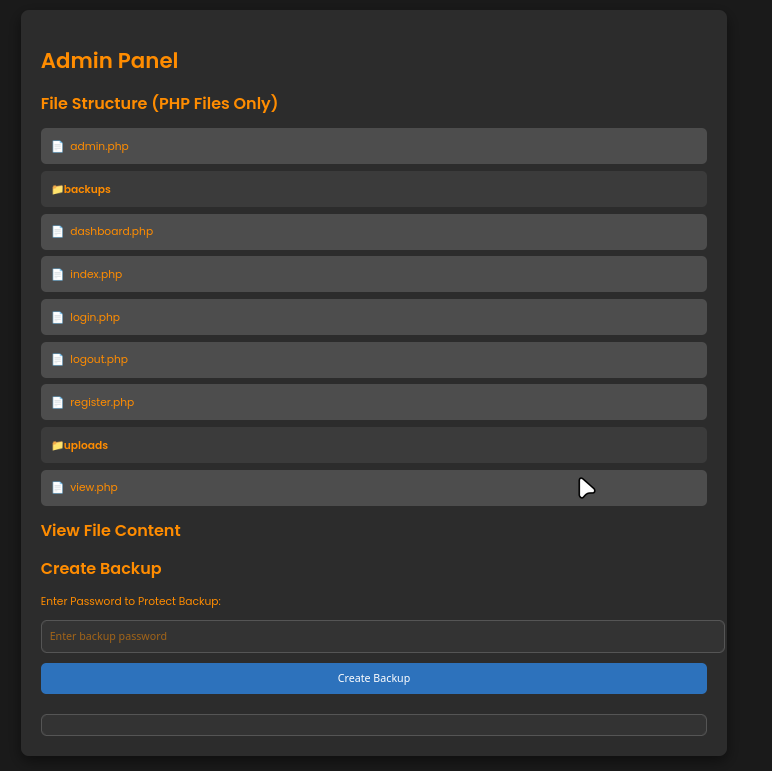 Admin Panel
File Structure (PHP Files Only)
admin.php
backups
dashboard.php
index.php
login.php
logout.php
register.php
uploads
view.php
View File Content
Create Backup
Enter Password to Protect Backup:
Enter backup password
Create Backup